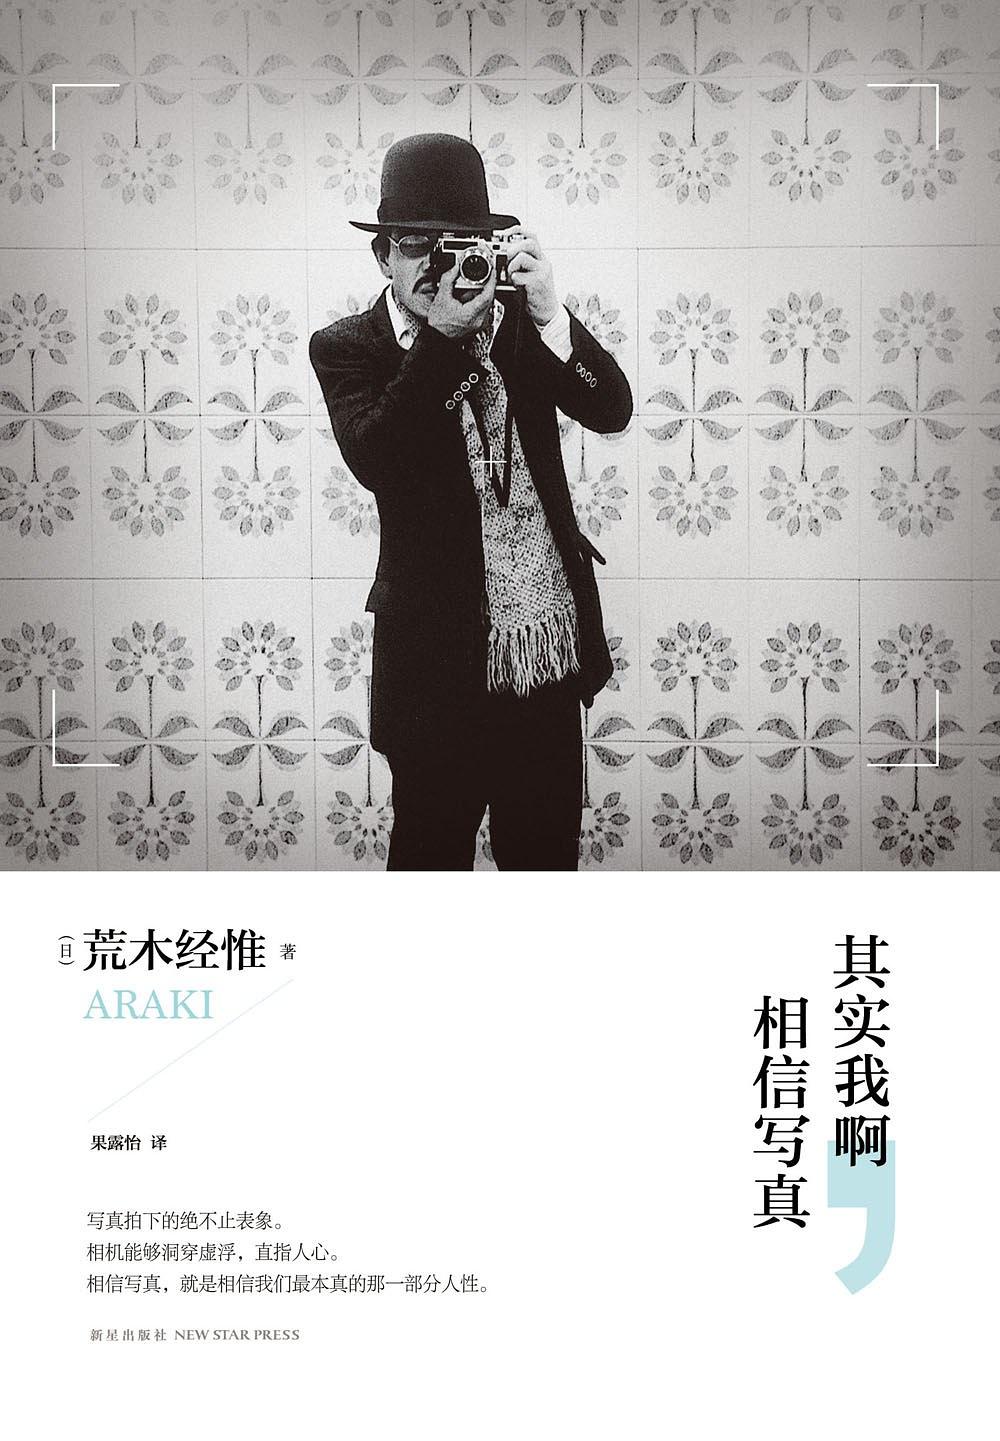 (日) 荒木经惟 著
ARAKI
果露怡 译
写真拍下的绝不止表象。
相机能够洞穿虚浮，直指人心。
相信写真，就是相信我们最本真的那一部分人性。
新星出版社 NEW STAR PRESS
其实我啊，
相信写真